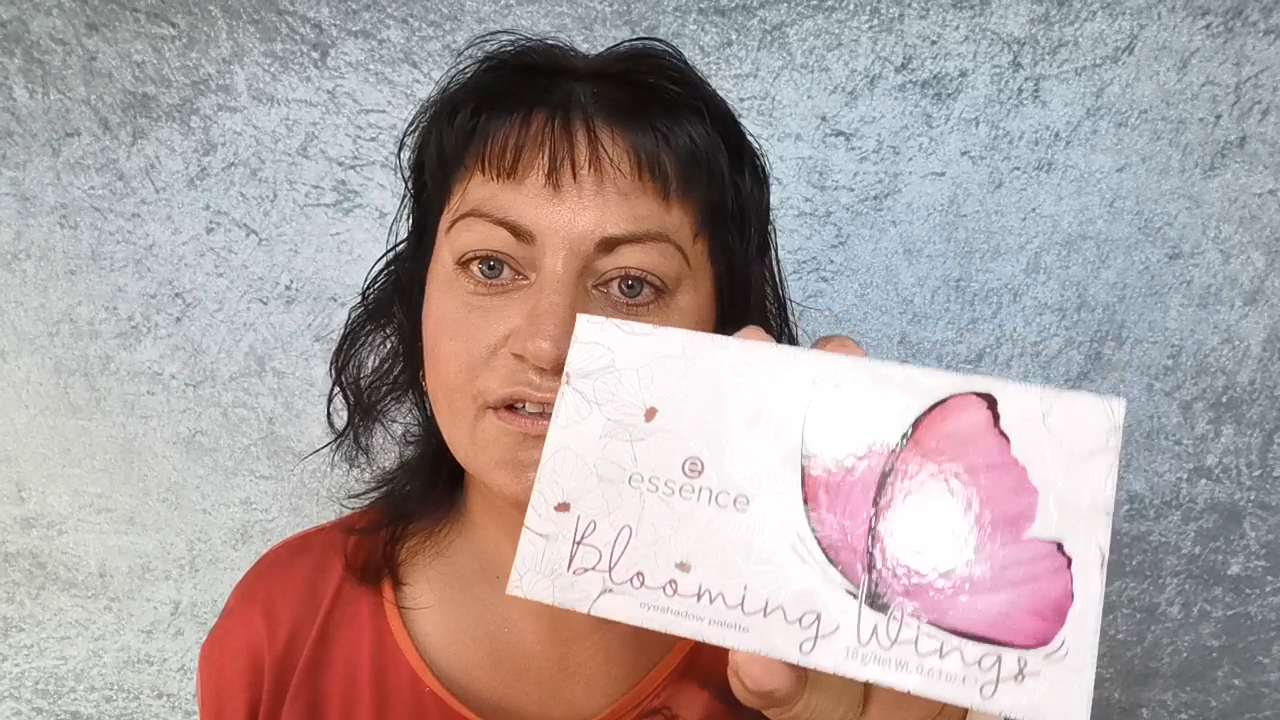 e
essence
Blooming Wings
eyeshadow palette
18 g/Net Wt. 0.63 oz.